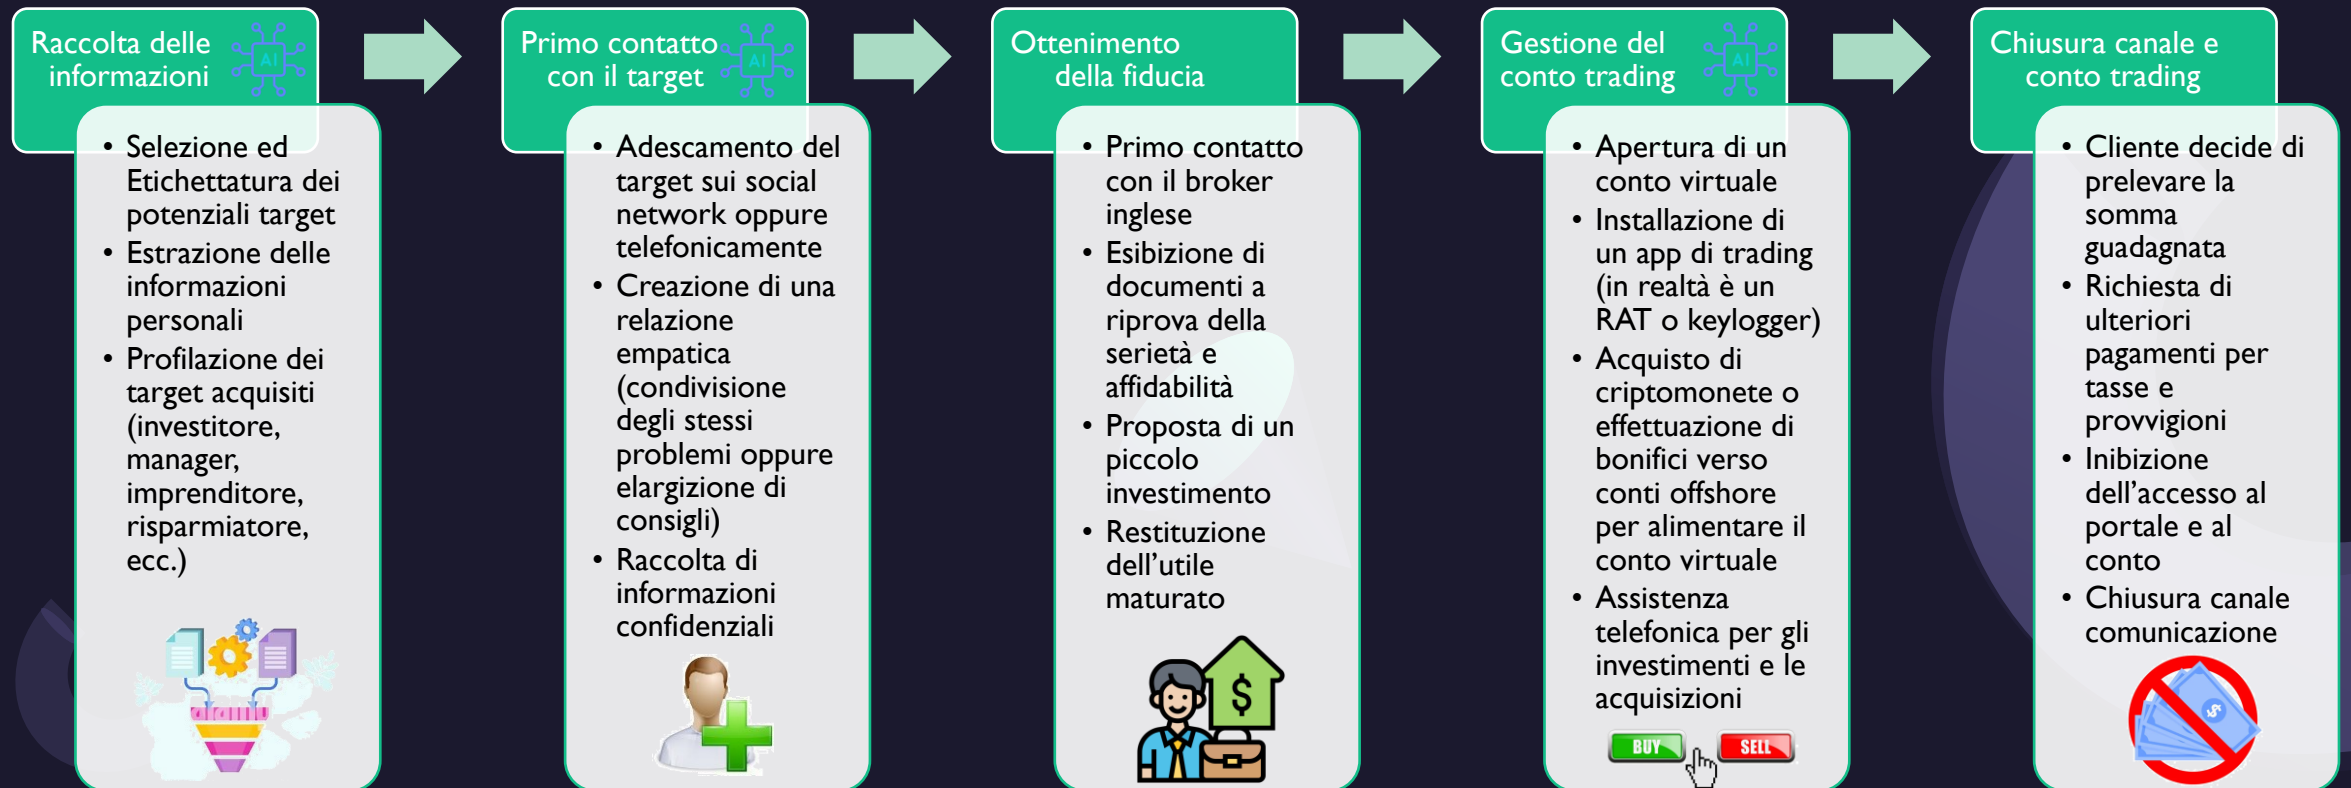 Raccolta delle
informazioni
AI
• Selezione ed
Etichettatura dei
potenziali target
• Estrazione delle
informazioni
personali
• Profilazione dei
target acquisiti
(investitore,
manager,
imprenditore,
risparmiatore,
ecc.)
Primo contatto
con il target
AI
• Adescamento del
target sui social
network oppure
telefonicamente
• Creazione di una
relazione
empatica
(condivisione
degli stessi
problemi oppure
elargizione di
consigli)
• Raccolta di
informazioni
confidenziali
Ottenimento
della fiducia
• Primo contatto
con il broker
inglese
• Esibizione di
documenti a
riprova della
serietà e
affidabilità
• Proposta di un
piccolo
investimento
• Restituzione
dell’utile
maturato
$
Gestione del
conto trading
AI
• Apertura di un
conto virtuale
• Installazione di
un app di trading
(in realtà è un
RAT o keylogger)
• Acquisto di
criptomonete o
effettuazione di
bonifici verso
conti offshore
per alimentare il
conto virtuale
• Assistenza
telefonica per gli
investimenti e le
acquisizioni
BUY
SELL
Chiusura canale e
conto trading
• Cliente decide di
prelevare la
somma
guadagnata
• Richiesta di
ulteriori
pagamenti per
tasse e
provvigioni
• Inibizione
dell’accesso al
portale e al
conto
• Chiusura canale
comunicazione
$